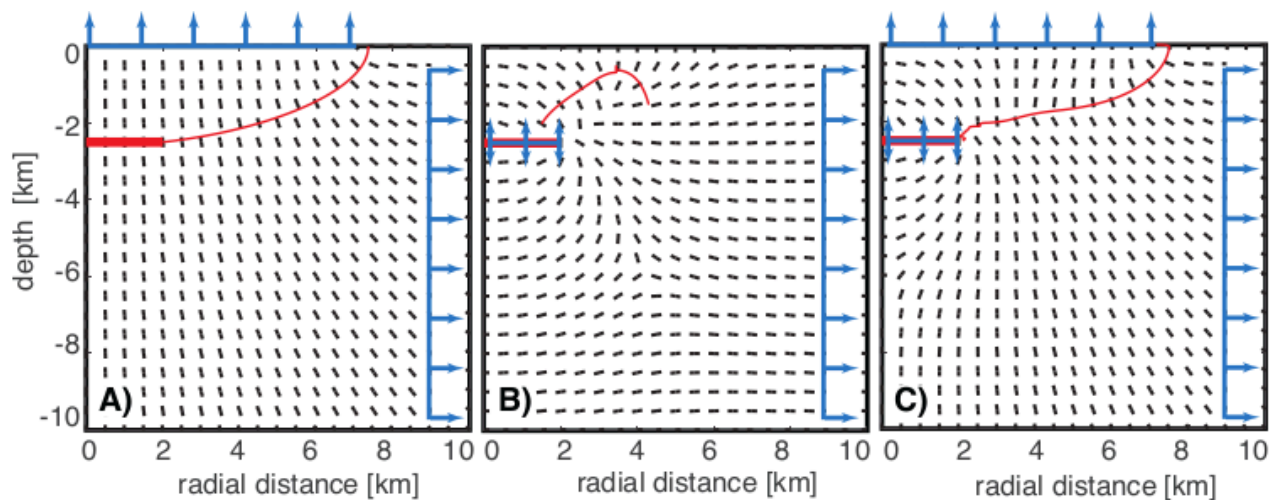 0
-2
-4
-6
-8
-10
depth [km]
A)
B)
C)
0 2 4 6 8 10
0 2 4 6 8 10
0 2 4 6 8 10
radial distance [km]
radial distance [km]
radial distance [km]